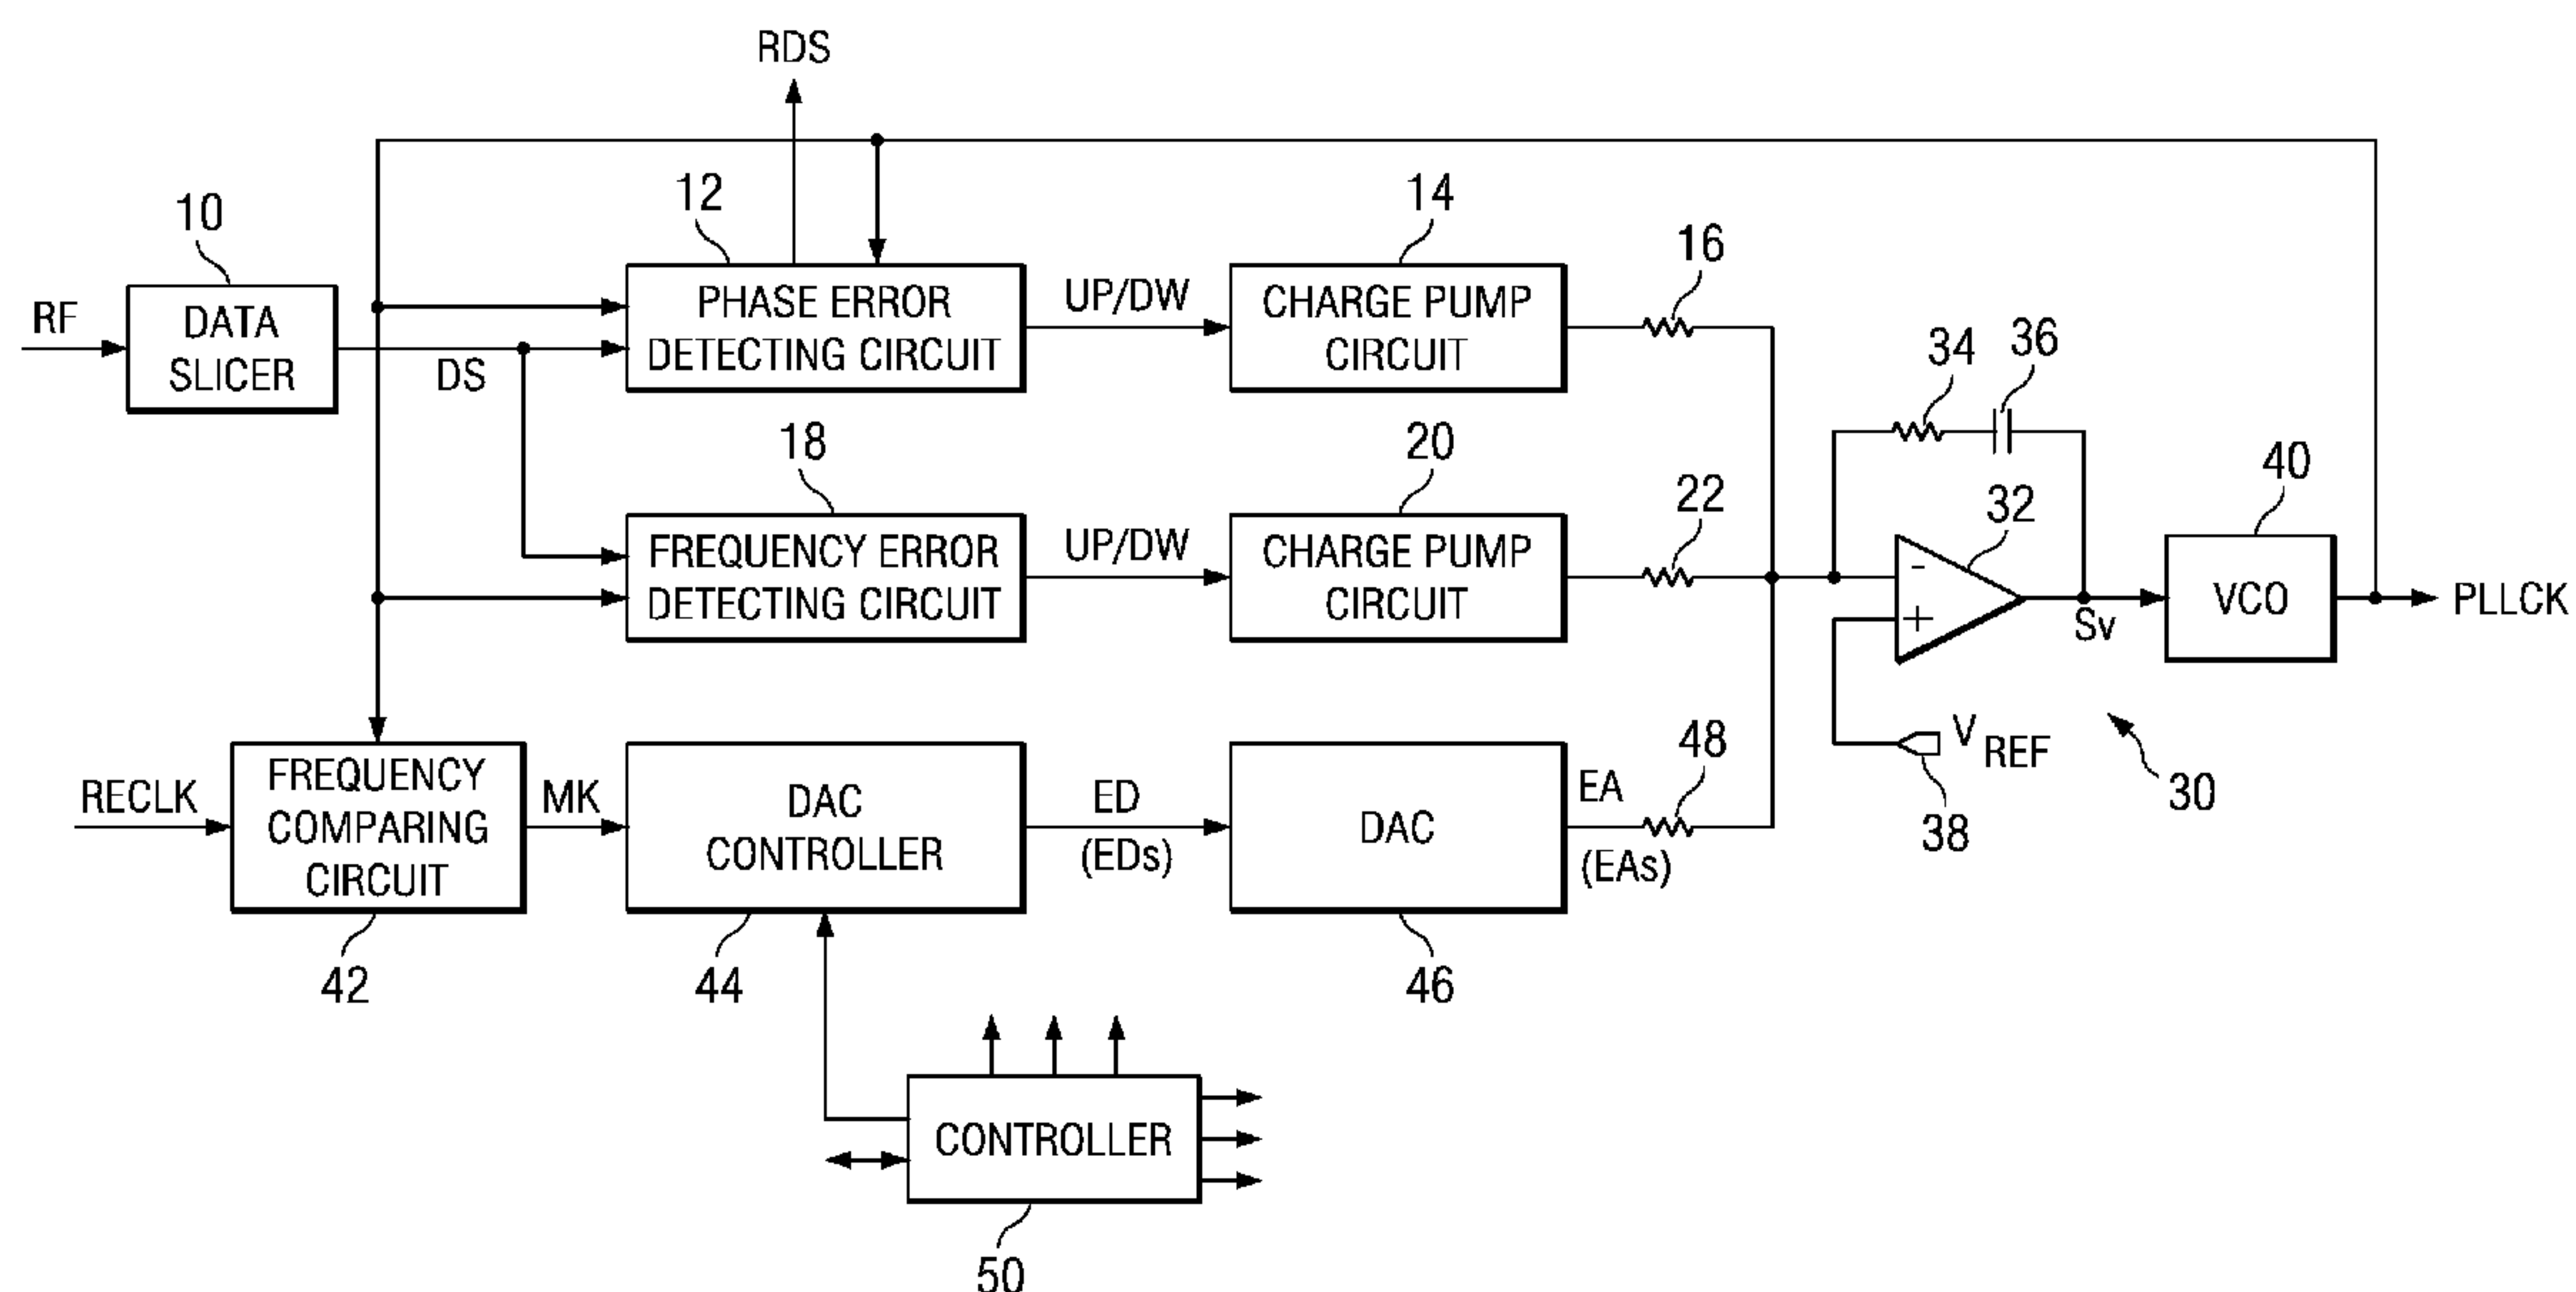 RDS
12
14
10
16
RF
DATA
SLICER
DS
PHASE ERROR
DETECTING CIRCUIT
UP/DW
CHARGE PUMP
CIRCUIT
34
36
18
20
22
32
40
FREQUENCY ERROR
DETECTING CIRCUIT
UP/DW
CHARGE PUMP
CIRCUIT
-
+
Sv
VCO
PLLCK
VREF
38
30
RECLK
FREQUENCY
COMPARING
CIRCUIT
MK
DAC
CONTROLLER
ED
(EDs)
DAC
EA
(EAs)
48
42
44
46
CONTROLLER
50